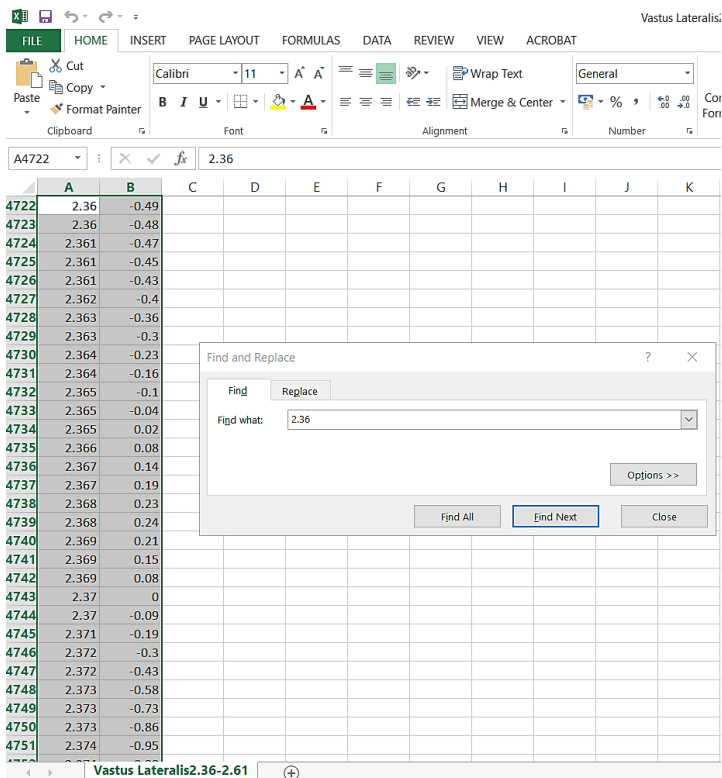 Vastus Lateralis2
FILE HOME INSERT PAGE LAYOUT FORMULAS DATA REVIEW VIEW ACROBAT
Paste
Cut
Copy
Format Painter
Clipboard
Calibri 11
B I U
Font
Wrap Text
Merge & Center
Alignment
General
% ,
Number
Con
Forr
A4722 fx 2.36
A B C D E F G H I J K
4722 2.36 -0.49
4723 2.36 -0.48
4724 2.361 -0.47
4725 2.361 -0.45
4726 2.361 -0.43
4727 2.362 -0.4
4728 2.363 -0.36
4729 2.363 -0.3
4730 2.364 -0.23
4731 2.364 -0.16
4732 2.365 -0.1
4733 2.365 -0.04
4734 2.365 0.02
4735 2.366 0.08
4736 2.367 0.14
4737 2.367 0.19
4738 2.368 0.23
4739 2.368 0.24
4740 2.369 0.21
4741 2.369 0.15
4742 2.369 0.08
4743 2.37 0
4744 2.37 -0.09
4745 2.371 -0.19
4746 2.372 -0.3
4747 2.372 -0.43
4748 2.373 -0.58
4749 2.373 -0.73
4750 2.373 -0.86
4751 2.374 -0.95
Find and Replace ?
Find Replace
Find what: 2.36
Options >>
Find All Find Next Close
Vastus Lateralis2.36-2.61